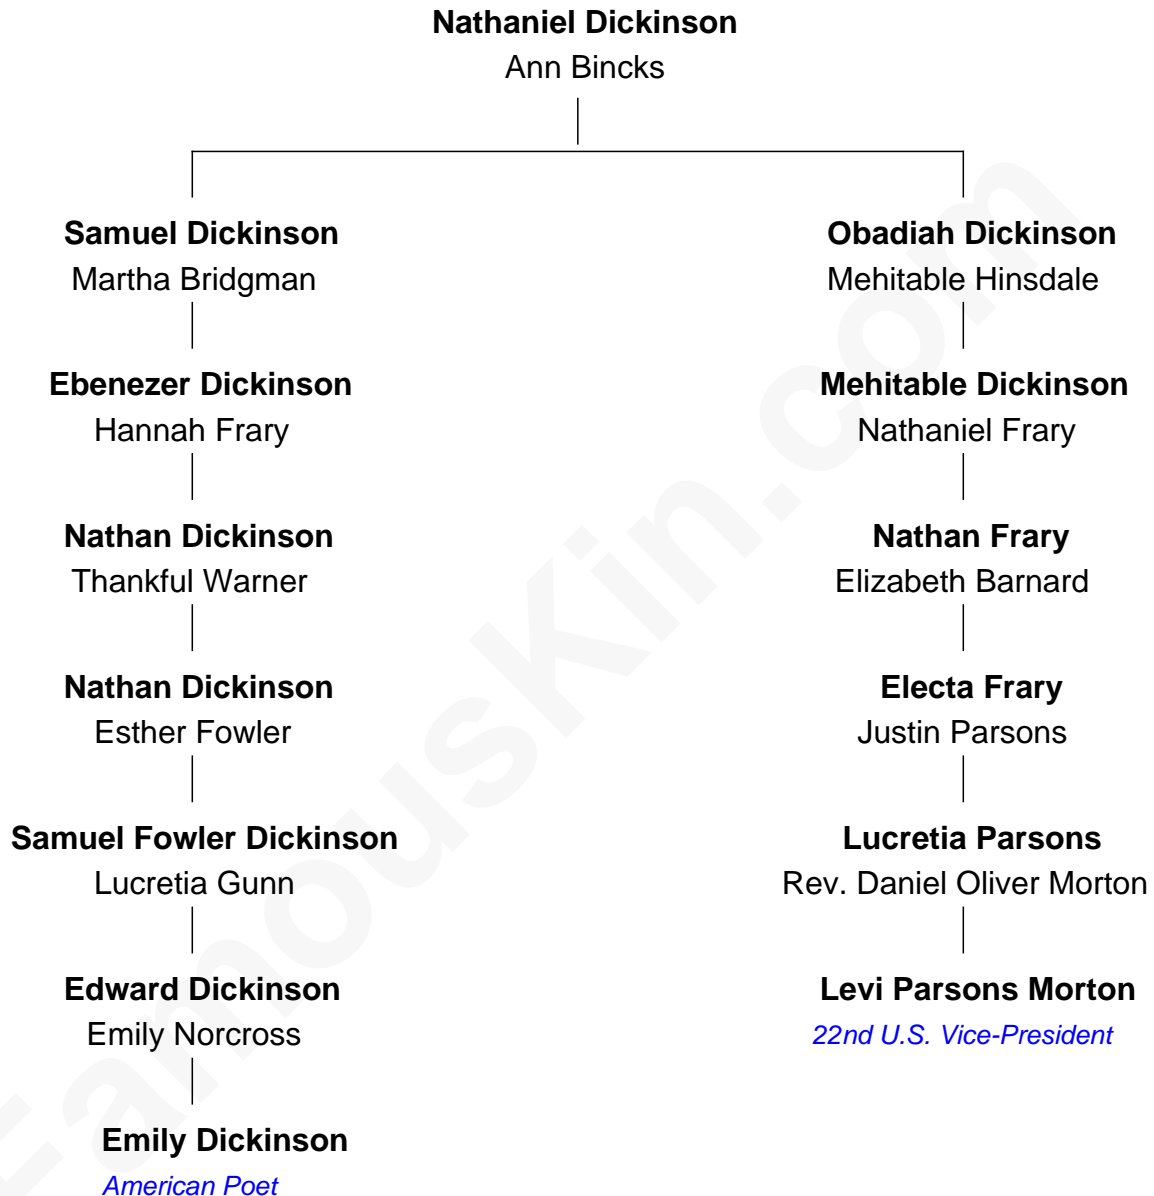 Nathaniel Dickinson
Ann Bincks
Samuel Dickinson
Martha Bridgman
Obadiah Dickinson
Mehitable Hinsdale
Ebenezer Dickinson
Hannah Frary
Mehitable Dickinson
Nathaniel Frary
Nathan Dickinson
Thankful Warner
Nathan Frary
Elizabeth Barnard
Nathan Dickinson
Esther Fowler
Electa Frary
Justin Parsons
Samuel Fowler Dickinson
Lucretia Gunn
Lucretia Parsons
Rev. Daniel Oliver Morton
Edward Dickinson
Emily Norcross
Levi Parsons Morton
22nd U.S. Vice-President
Emily Dickinson
American Poet
FamousKin.com